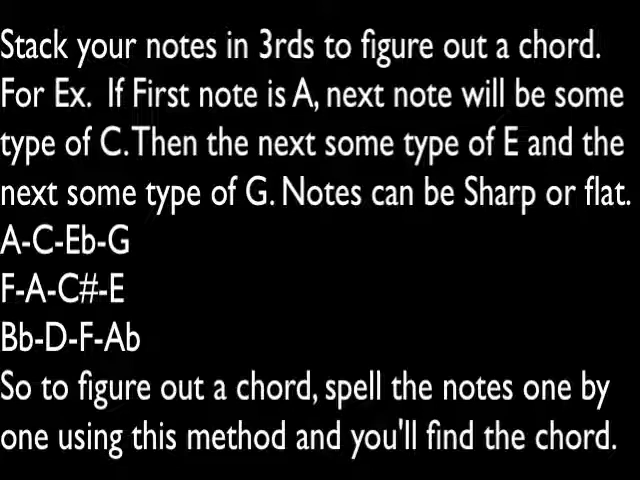 Stack your notes in 3rds to figure out a chord.
For Ex. If First note is A, next note will be some
type of C. Then the next some type of E and the
next some type of G. Notes can be Sharp or flat.
A-C-Eb-G
F-A-C#-E
Bb-D-F-Ab
So to figure out a chord, spell the notes one by
one using this method and you'll find the chord.